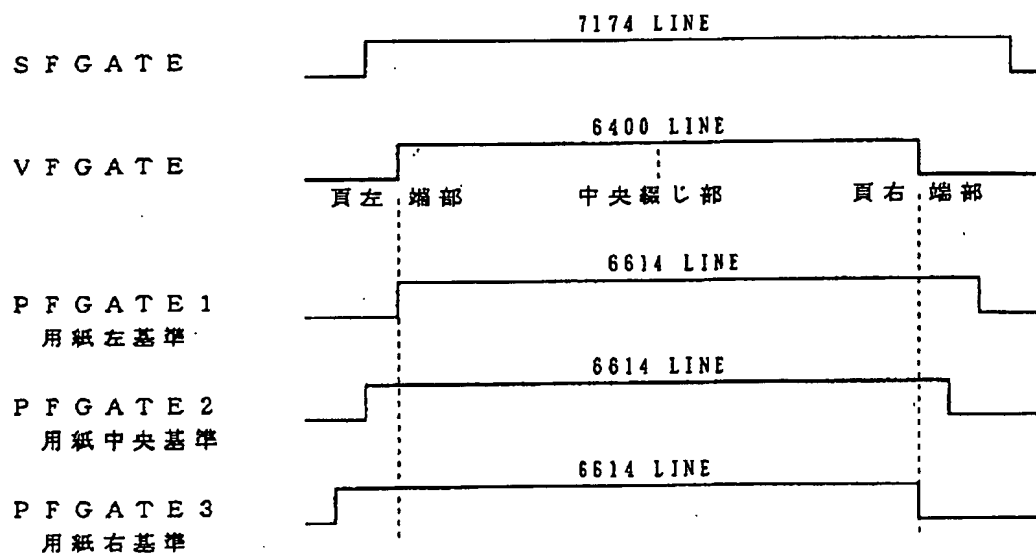 7174 LINE
SFGATE
6400 LINE
VFGATE
頁左端部 中央綴じ部 頁右端部
6614 LINE
PFGATE1
用紙左基準
6614 LINE
PFGATE2
用紙中央基準
6614 LINE
PFGATE3
用紙右基準